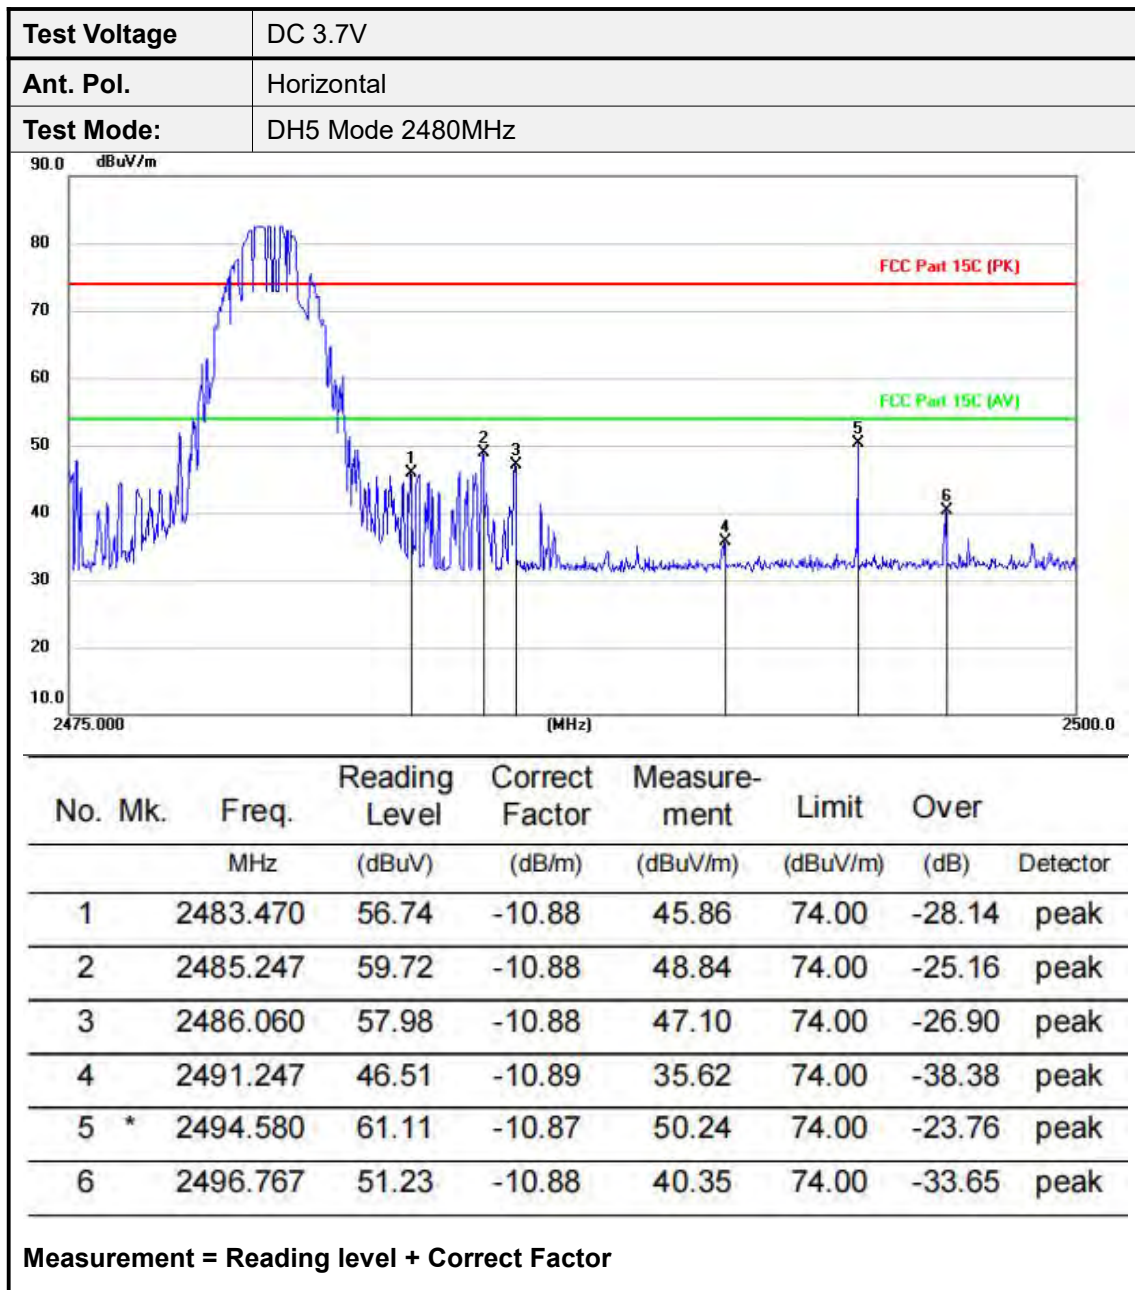 Test Voltage DC 3.7V
Ant. Pol. Horizontal
Test Mode: DH5 Mode 2480MHz
90.0 dBuV/m
80
FCC Part 15C (PK)
70
60
FCC Part 15C (AV)
50
40
30
20
10.0
1 2 3 4 5 6
2475.000 (MHz) 2500.0
No. Mk. Freq. Reading Level Correct Factor Measure-ment Limit Over
MHz (dBuV) (dB/m) (dBuV/m) (dBuV/m) (dB) Detector
1 2483.470 56.74 -10.88 45.86 74.00 -28.14 peak
2 2485.247 59.72 -10.88 48.84 74.00 -25.16 peak
3 2486.060 57.98 -10.88 47.10 74.00 -26.90 peak
4 2491.247 46.51 -10.89 35.62 74.00 -38.38 peak
5 * 2494.580 61.11 -10.87 50.24 74.00 -23.76 peak
6 2496.767 51.23 -10.88 40.35 74.00 -33.65 peak
Measurement = Reading level + Correct Factor